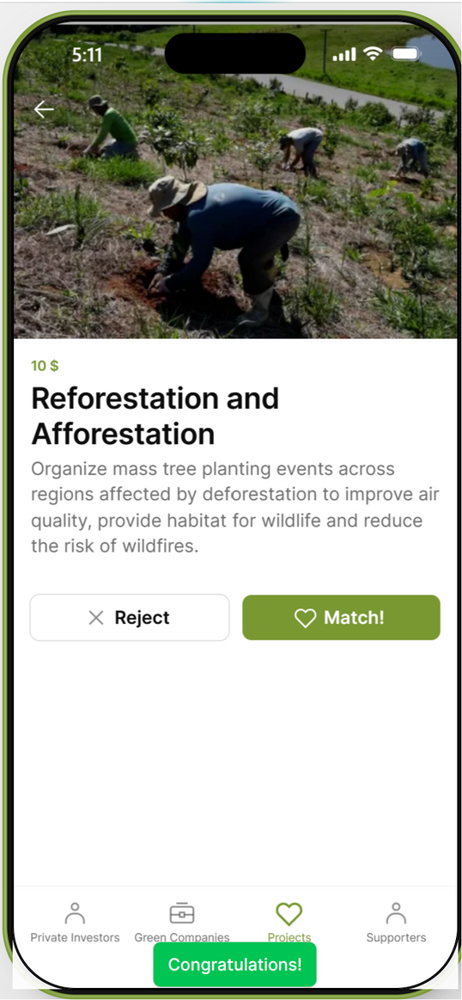 5:11
10 $
Reforestation and
Afforestation
Organize mass tree planting events across
regions affected by deforestation to improve air
quality, provide habitat for wildlife and reduce
the risk of wildfires.
Reject Match!
Private Investors Green Companies Projects Supporters
Congratulations!